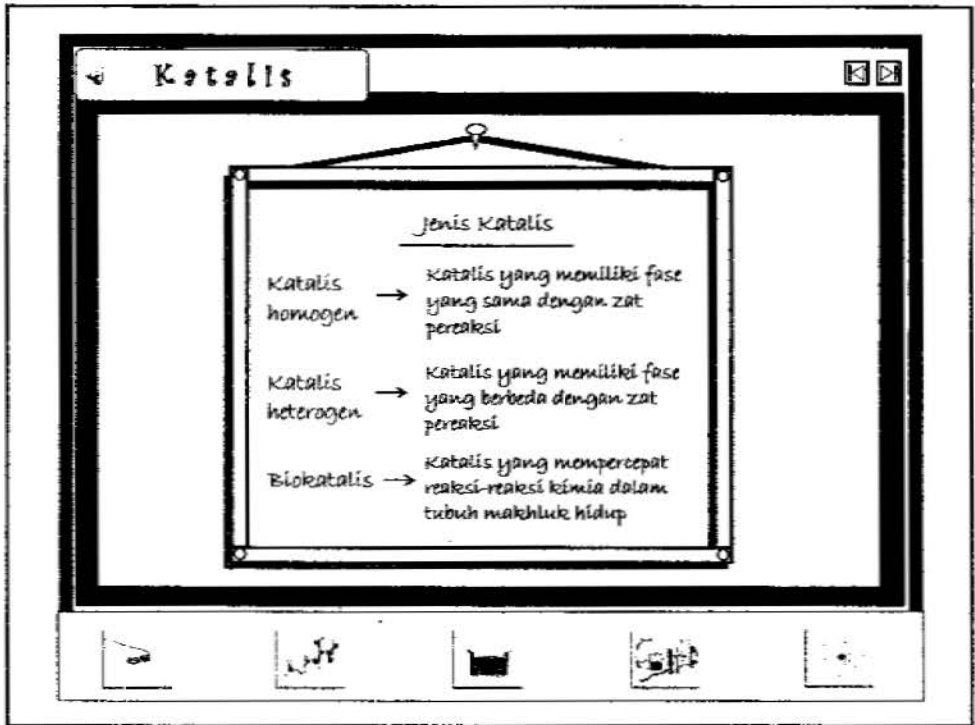 Katalis
Jenis Katalis
Katalis
homogen
→
Katalis yang memiliki fase
yang sama dengan zat
pereaksi
Katalis
heterogen
→
Katalis yang memiliki fase
yang berbeda dengan zat
pereaksi
Biokatalis →
Katalis yang mempercepat
reaksi-reaksi kimia dalam
tubuh makhluk hidup